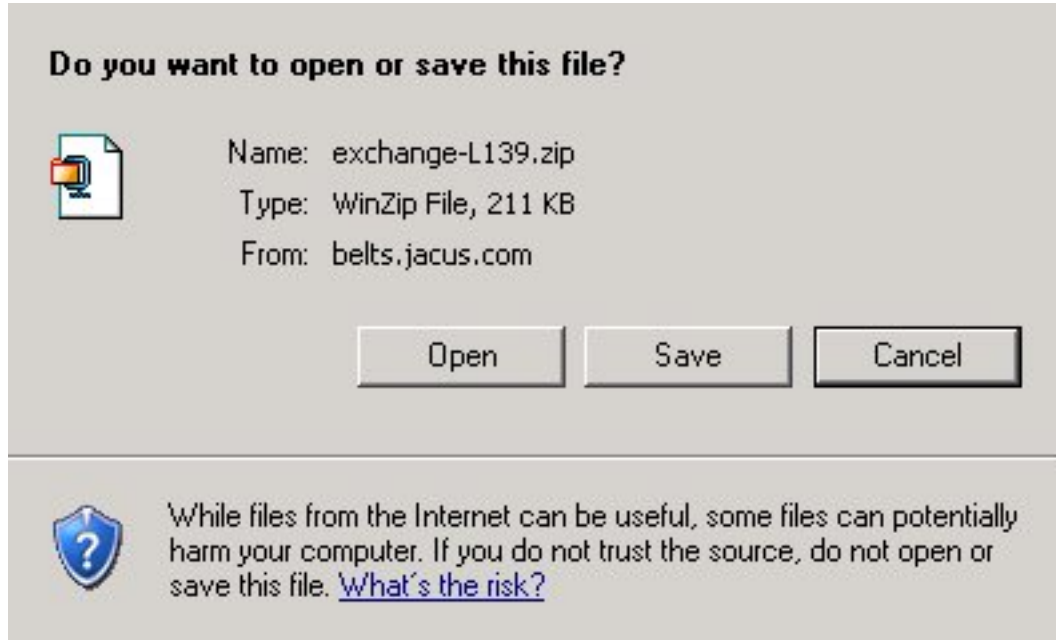 Do you want to open or save this file?
Name: exchange-L139.zip
Type: WinZip File, 211 KB
From: belts.jacus.com
Open Save Cancel
While files from the Internet can be useful, some files can potentially
harm your computer. If you do not trust the source, do not open or
save this file. What´s the risk?